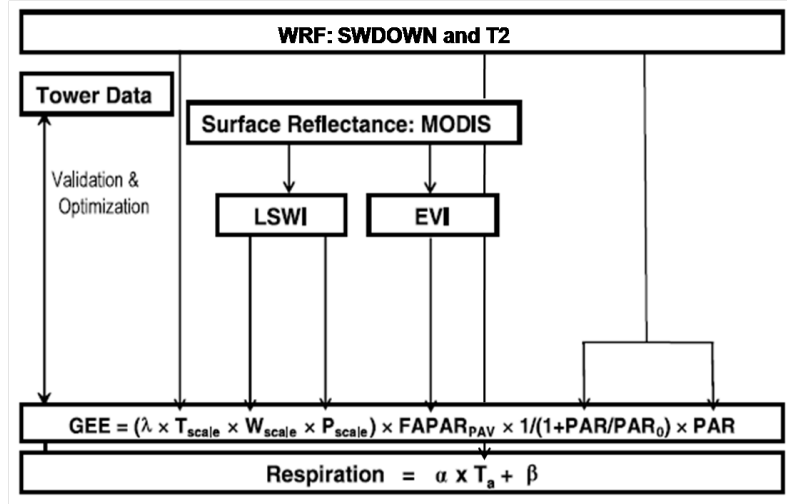 WRF: SWDOWN and T2
Tower Data
Surface Reflectance: MODIS
Validation &
Optimization
LSWI
EVI
GEE = (λ × Tscale × Wscale × Pscale) × FAPARPAV × 1/(1+PAR/PAR0) × PAR
Respiration = α x Ta + β